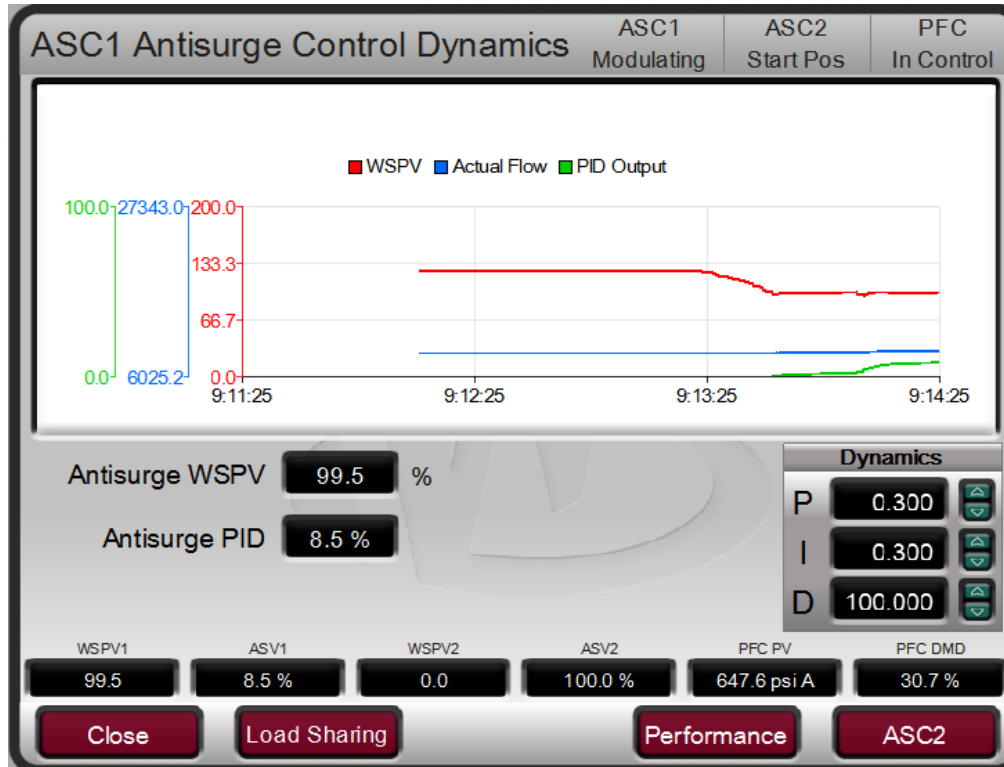 ASC1 Antisurge Control Dynamics
ASC1
Modulating
ASC2
Start Pos
PFC
In Control
WSPV Actual Flow PID Output
100.0 27343.0 200.0
133.3
66.7
0.0 6025.2 0.0
9:11:25 9:12:25 9:13:25 9:14:25
Antisurge WSPV 99.5 %
Antisurge PID 8.5 %
Dynamics
P 0.300
I 0.300
D 100.000
WSPV1 ASV1 WSPV2 ASV2 PFC PV PFC DMD
99.5 8.5 % 0.0 100.0 % 647.6 psi A 30.7 %
Close Load Sharing Performance ASC2